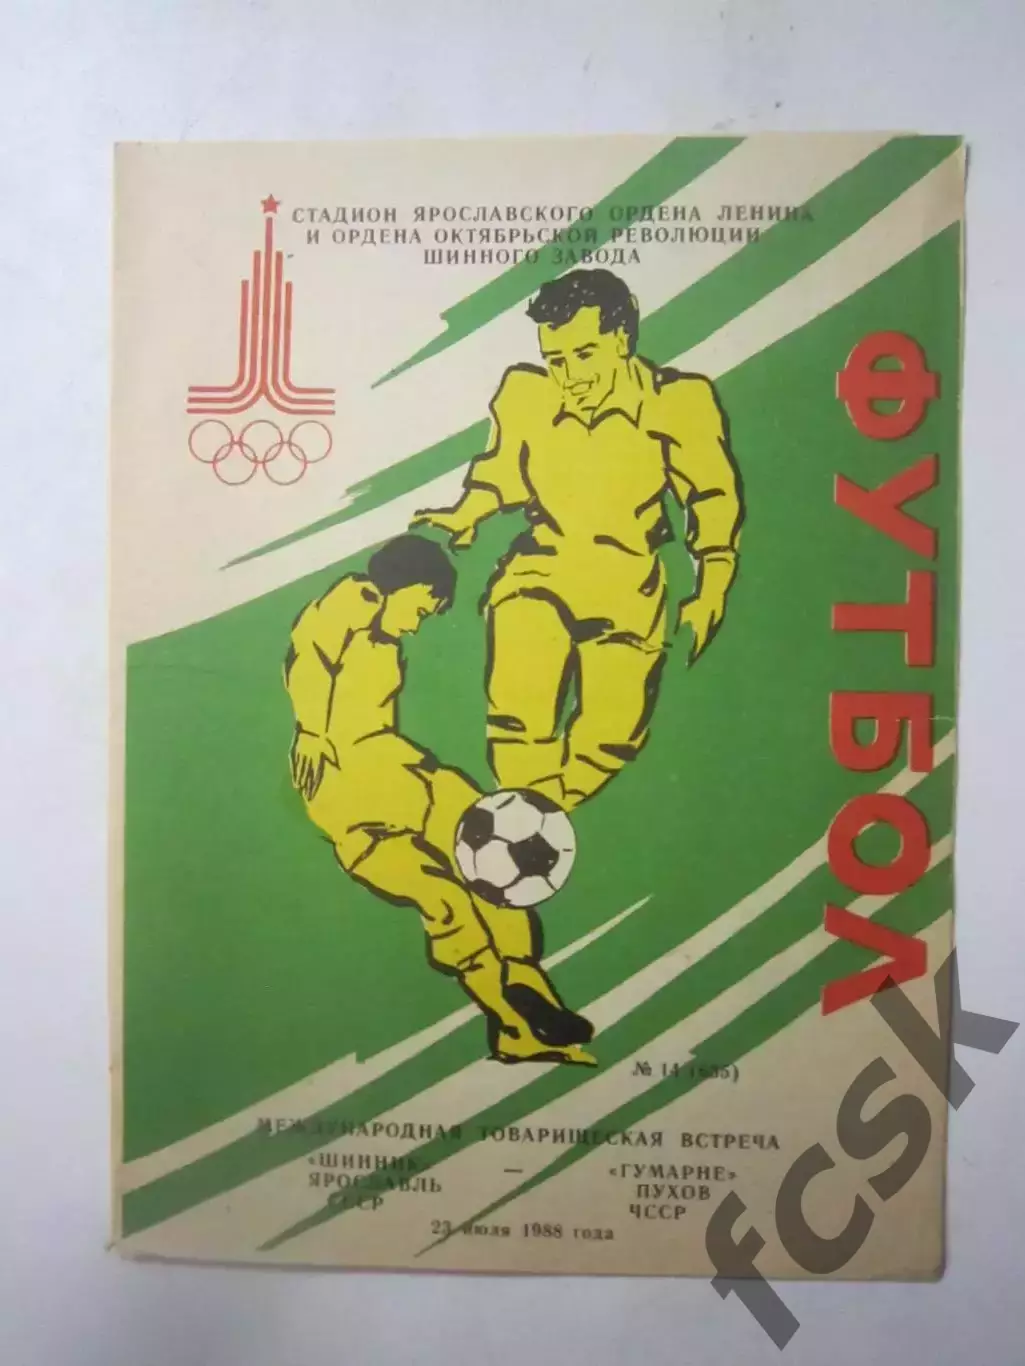 СТАДИОН ЯРОСЛАВСКОГО ОРДЕНА ЛЕНИНА
И ОРДЕНА ОКТЯБРЬСКОЙ РЕВОЛЮЦИИ
ШИННОГО ЗАВОДА
ФУТБОЛ
№ 14
МЕЖДУНАРОДНАЯ ТОВАРИЩЕСКАЯ ВСТРЕЧА
«ШИННИК» — «ГУМАРНЕ»
ЯРОСЛАВЛЬ ПУХОВ
СССР ЧССР
23 июля 1988 года
fcsk